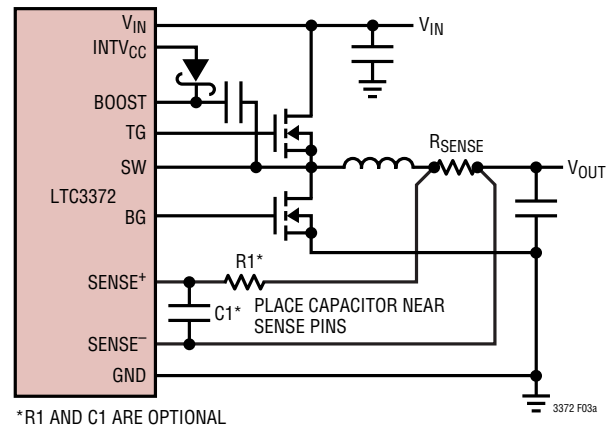 VIN
VIN
INTVCC
BOOST
TG
RSENSE
SW
VOUT
LTC3372
BG
R1*
SENSE+
C1*
PLACE CAPACITOR NEAR
SENSE PINS
SENSE–
GND
3372 F03a
*R1 AND C1 ARE OPTIONAL